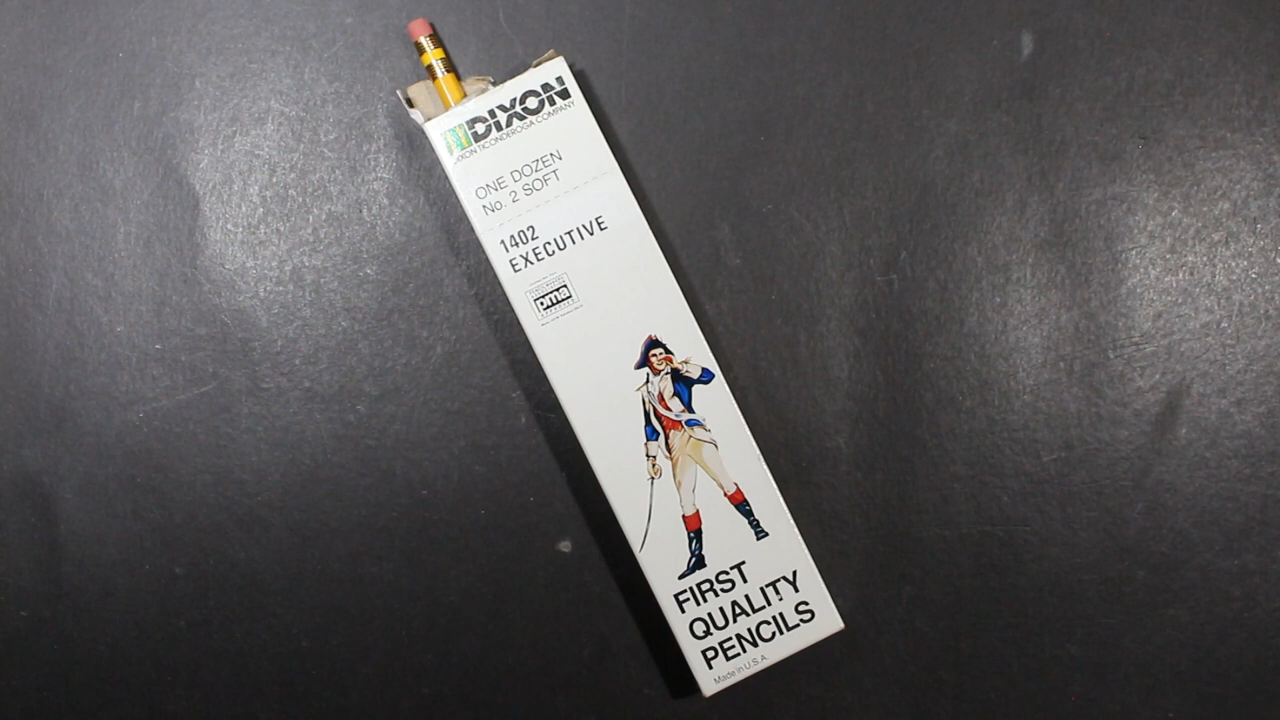 DIXON
DIXON TICONDEROGA COMPANY
ONE DOZEN
No. 2 SOFT
1402
EXECUTIVE
pma
FIRST
QUALITY
PENCILS
Made in U.S.A.